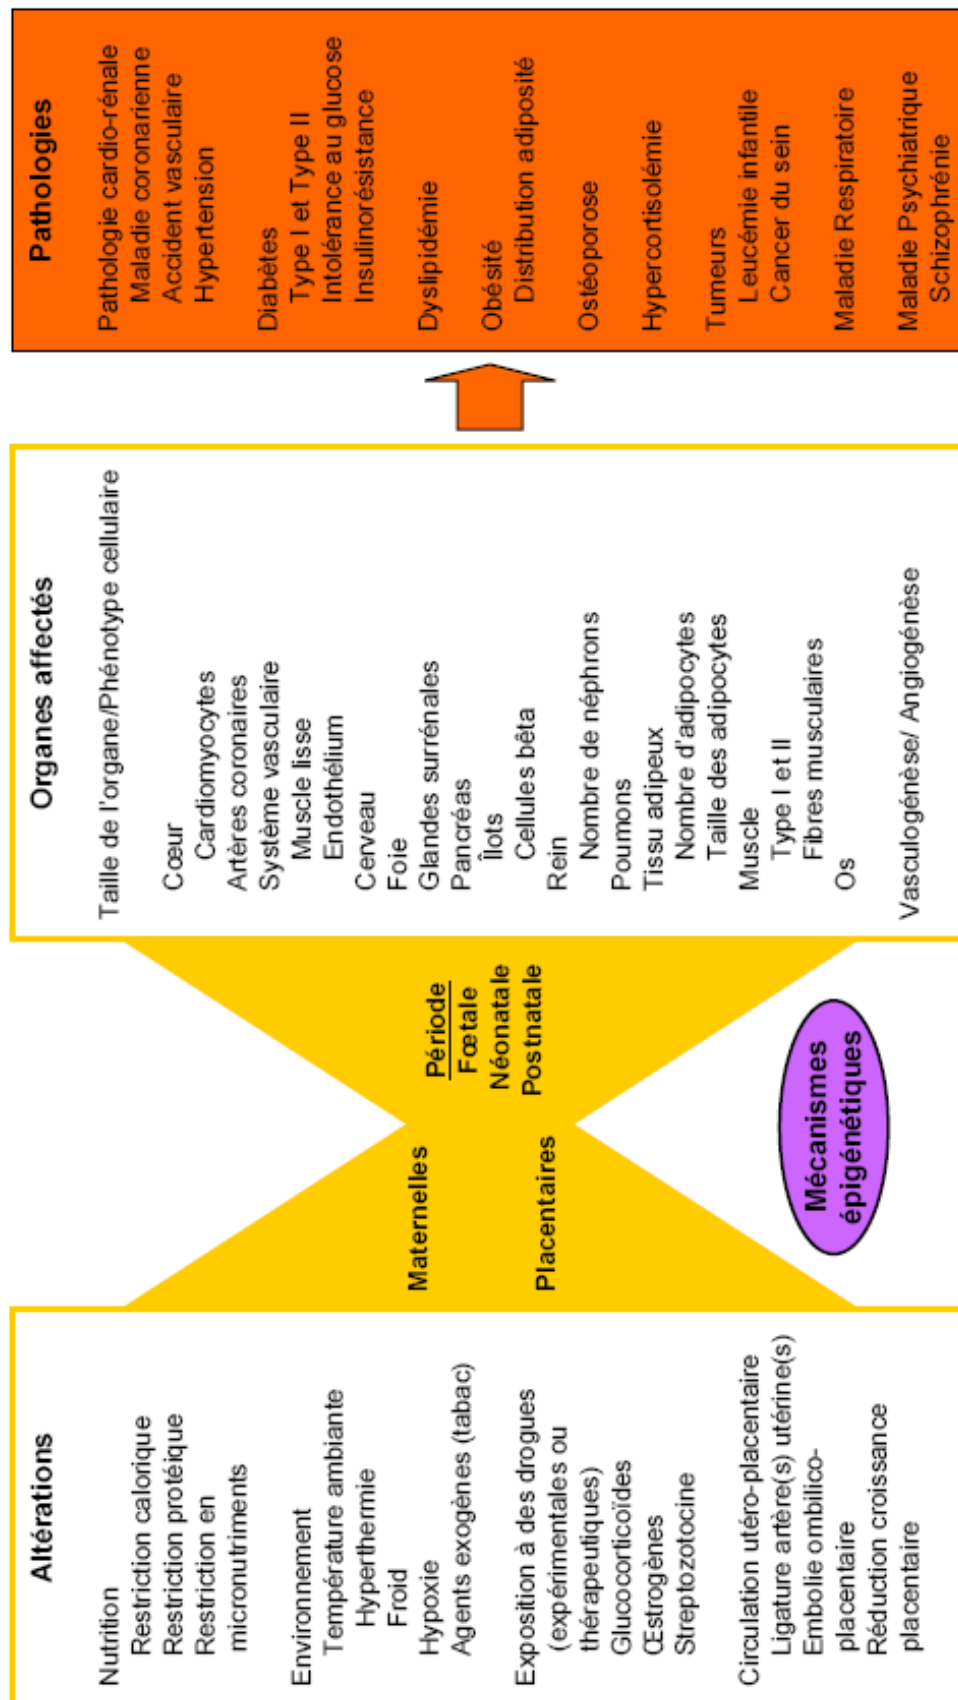 Altérations
Nutrition
Restriction calorique
Restriction protéique
Restriction en
micronutriments
Environnement
Température ambiante
Hyperthermie
Froid
Hypoxie
Agents exogènes (tabac)
Exposition à des drogues
(expérimentales ou
thérapeutiques)
Glucocorticoïdes
Œstrogènes
Streptozotocine
Circulation utéro-placentaire
Ligature artère(s) utérine(s)
Embolie ombilico-
placentaire
Réduction croissance
placentaire
Maternelles
Placentaires
Période
Fœtale
Néonatale
Postnatale
Mécanismes
épigénétiques
Organes affectés
Taille de l'organe/Phénotype cellulaire
Cœur
Cardiomyocytes
Artères coronaires
Système vasculaire
Muscle lisse
Endothélium
Cerveau
Foie
Glandes surrénales
Pancréas
Îlots
Cellules bêta
Rein
Nombre de néphrons
Poumons
Tissu adipeux
Nombre d'adipocytes
Taille des adipocytes
Muscle
Type I et II
Fibres musculaires
Os
Vasculogénèse/ Angiogénèse
Pathologies
Pathologie cardio-rénale
Maladie coronarienne
Accident vasculaire
Hypertension
Diabètes
Type I et Type II
Intolérance au glucose
Insulinorésistance
Dyslipidémie
Obésité
Distribution adiposité
Ostéoporose
Hypercortisolémie
Tumeurs
Leucémie infantile
Cancer du sein
Maladie Respiratoire
Maladie Psychiatrique
Schizophrénie